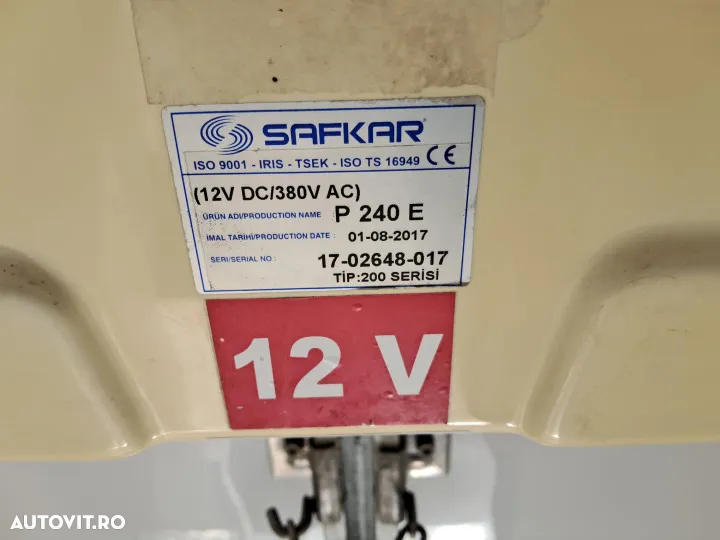 SAFKAR
ISO 9001 - IRIS - TSEK - ISO TS 16949 CE
(12V DC/380V AC)
ÜRÜN ADI/PRODUCTION NAME P 240 E
İMAL TARİHİ/PRODUCTION DATE : 01-08-2017
SERİ/SERIAL NO : 17-02648-017
TİP:200 SERİSİ
12 V
AUTOVIT.RO